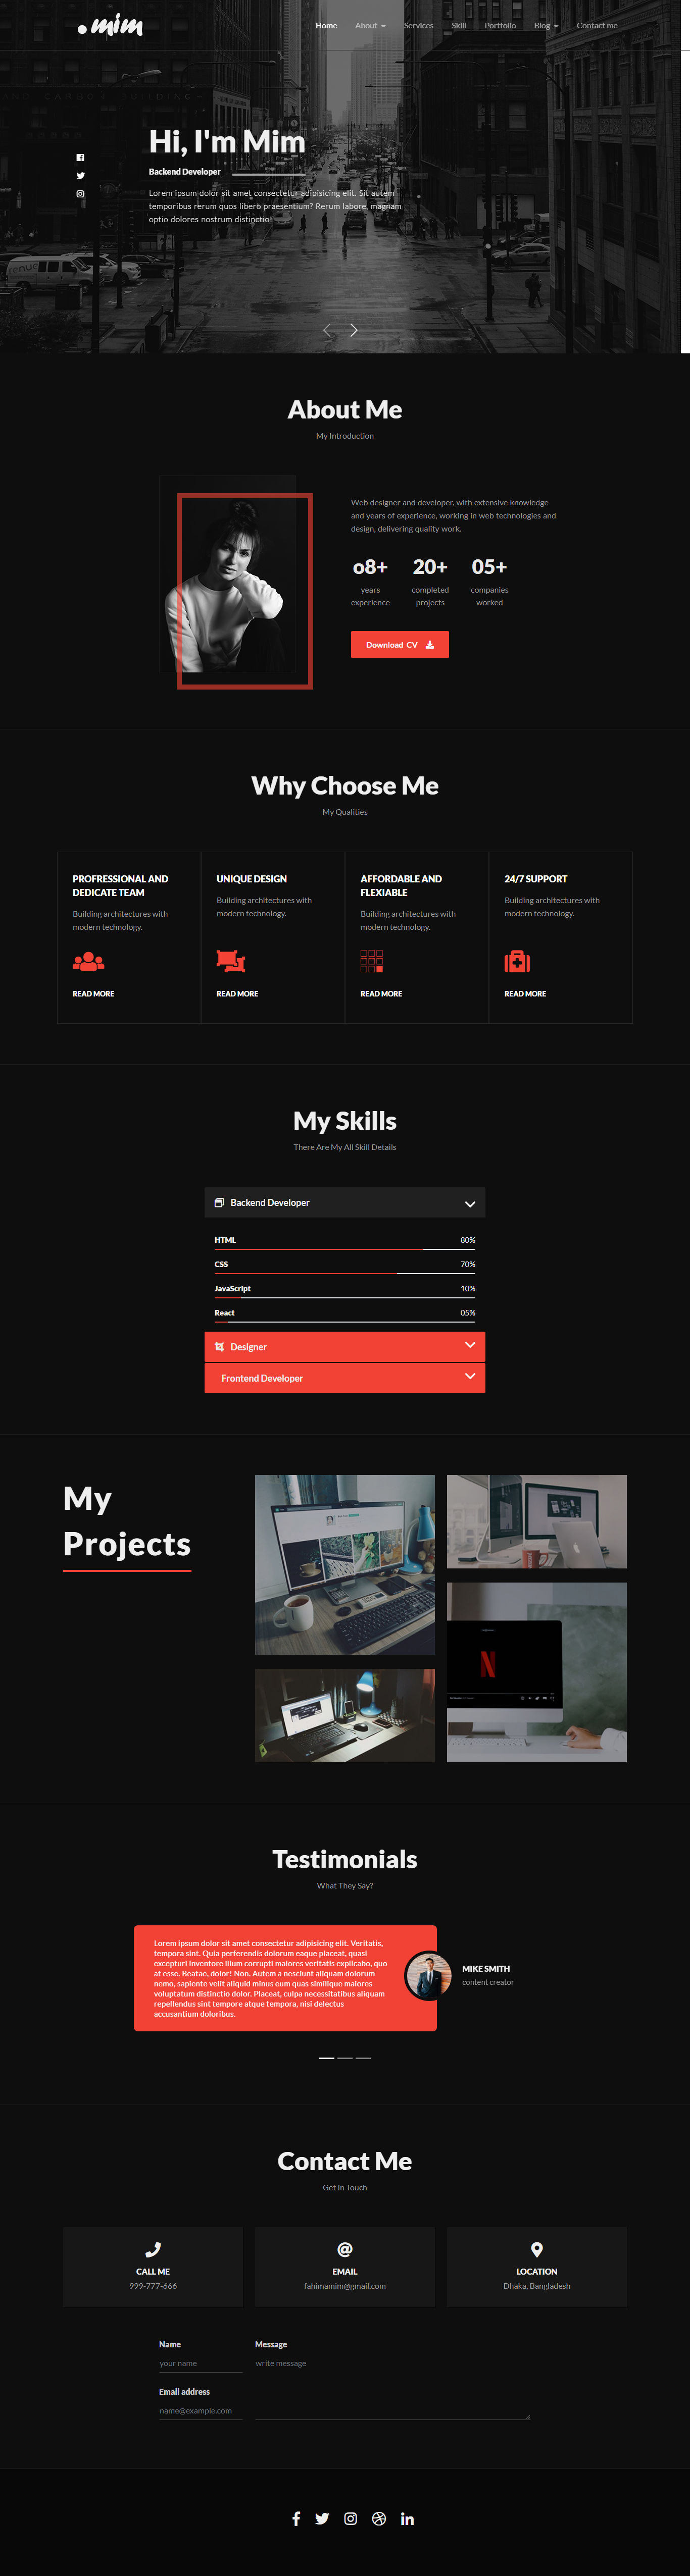 .mim
Home About Services Skill Portfolio Blog Contact me
Hi, I'm Mim
Backend Developer
Lorem ipsum dolor sit amet consectetur adipisicing elit. Sit autem
temporibus rerum quos libero praesentium? Rerum labore, magnam
optio dolores nostrum distinctio!
About Me
My Introduction
Web designer and developer, with extensive knowledge
and years of experience, working in web technologies and
design, delivering quality work.
o8+ 20+ 05+
years completed companies
experience projects worked
Download CV
Why Choose Me
My Qualities
PROFRESSIONAL AND
DEDICATE TEAM
Building architectures with
modern technology.
READ MORE
UNIQUE DESIGN
Building architectures with
modern technology.
READ MORE
AFFORDABLE AND
FLEXIABLE
Building architectures with
modern technology.
READ MORE
24/7 SUPPORT
Building architectures with
modern technology.
READ MORE
My Skills
There Are My All Skill Details
Backend Developer
HTML 80%
CSS 70%
JavaScript 10%
React 05%
Designer
Frontend Developer
My
Projects
N
Testimonials
What They Say?
Lorem ipsum dolor sit amet consectetur adipisicing elit. Veritatis,
tempora sint. Quia perferendis dolorum eaque placeat, quasi
excepturi inventore illum corrupti maiores veritatis explicabo, quo
at esse. Beatae, dolor! Non. Autem a nesciunt aliquam dolorum
nemo, sapiente velit aliquid minus eum quas similique maiores
voluptatum distinctio dolor. Placeat, culpa necessitatibus aliquam
repellendus sint tempore atque tempora, nisi delectus
accusantium doloribus.
MIKE SMITH
content creator
Contact Me
Get In Touch
CALL ME
999-777-666
EMAIL
fahimamim@gmail.com
LOCATION
Dhaka, Bangladesh
Name
your name
Message
write message
Email address
name@example.com